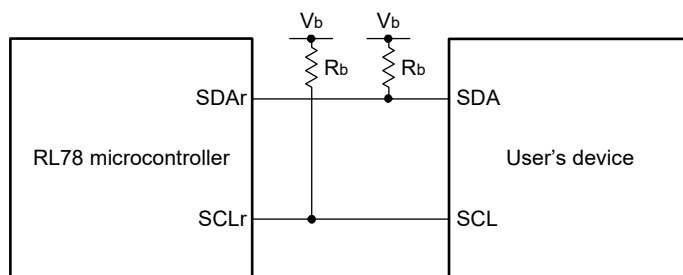 Vb Vb
Rb Rb
SDAr SDA
RL78 microcontroller User’s device
SCLr SCL